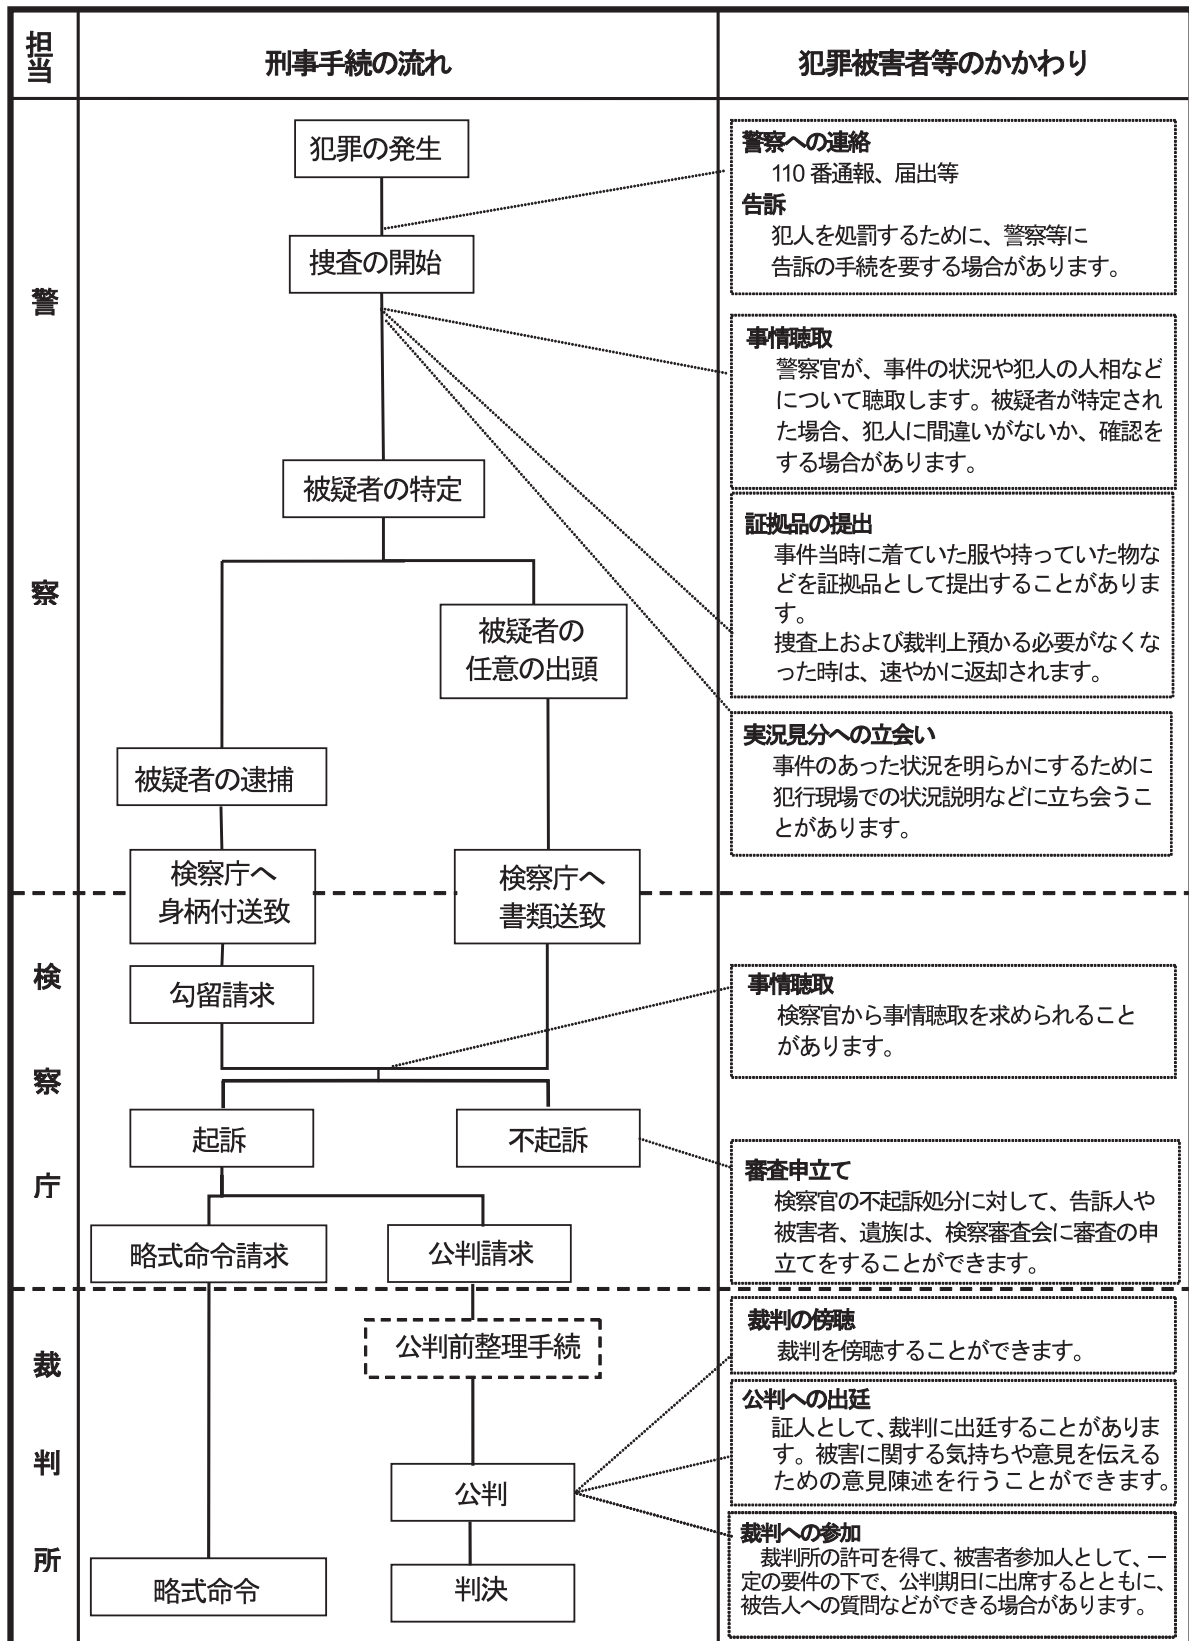 担当
刑事手続の流れ
犯罪被害者等のかかわり
警
察
犯罪の発生
捜査の開始
被疑者の特定
被疑者の
任意の出頭
被疑者の逮捕
検察庁へ
身柄付送致
検察庁へ
書類送致
警察への連絡
110 番通報、届出等
告訴
犯人を処罰するために、警察等に
告訴の手続を要する場合があります。
事情聴取
警察官が、事件の状況や犯人の人相など
について聴取します。被疑者が特定され
た場合、犯人に間違いがないか、確認を
する場合があります。
証拠品の提出
事件当時に着ていた服や持っていた物な
どを証拠品として提出することがありま
す。
捜査上および裁判上預かる必要がなくな
った時は、速やかに返却されます。
実況見分への立会い
事件のあった状況を明らかにするために
犯行現場での状況説明などに立ち会うこ
とがあります。
検
察
庁
勾留請求
起訴
不起訴
略式命令請求
公判請求
事情聴取
検察官から事情聴取を求められること
があります。
審査申立て
検察官の不起訴処分に対して、告訴人や
被害者、遺族は、検察審査会に審査の申
立てをすることができます。
裁
判
所
公判前整理手続
公判
略式命令
判決
裁判の傍聴
裁判を傍聴することができます。
公判への出廷
証人として、裁判に出廷することがありま
す。被害に関する気持ちや意見を伝える
ための意見陳述を行うことができます。
裁判への参加
裁判所の許可を得て、被害者参加人として、一
定の要件の下で、公判期日に出席するとともに、
被告人への質問などができる場合があります。